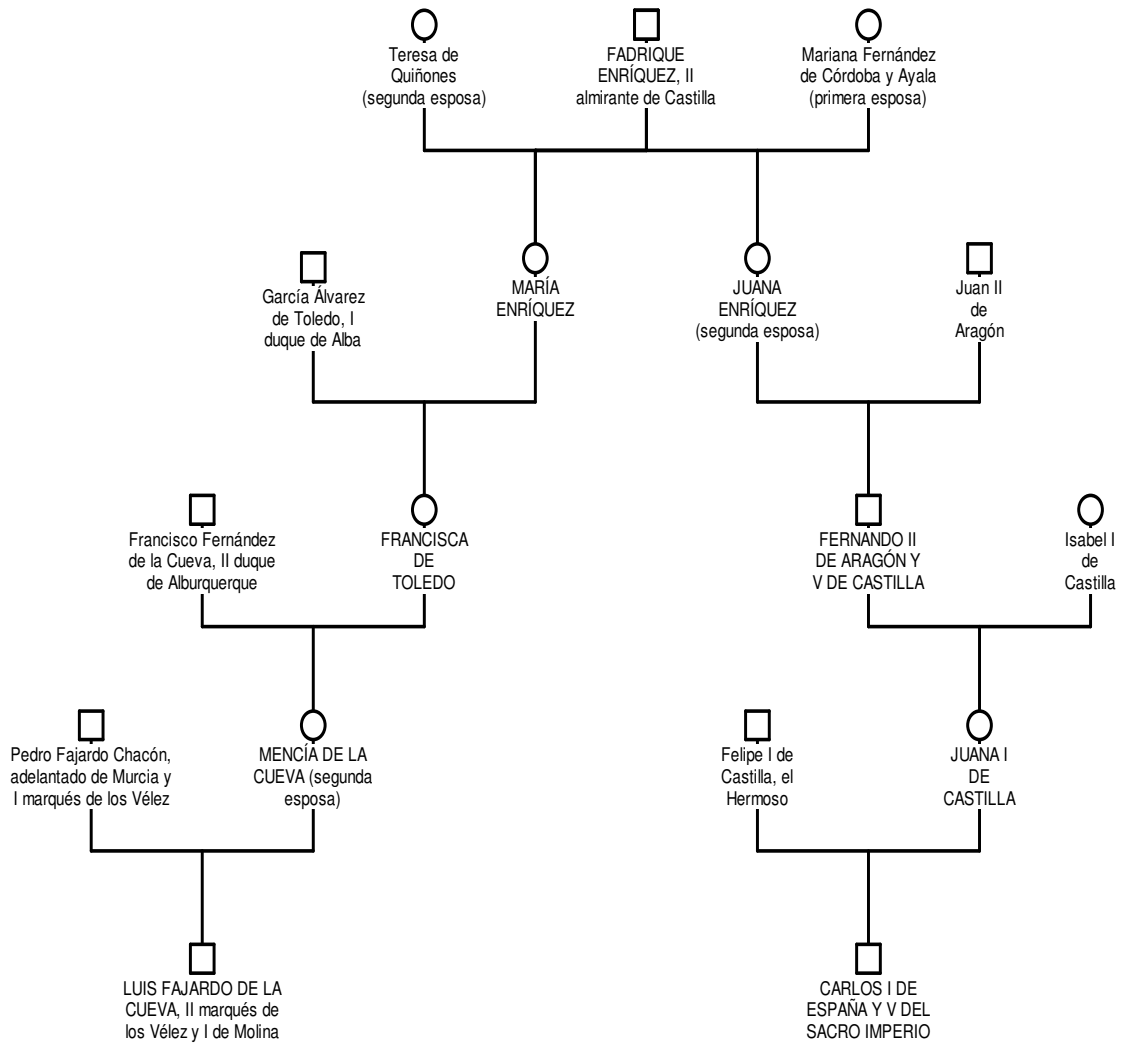 Teresa de
Quiñones
(segunda esposa)
FADRIQUE
ENRÍQUEZ, II
almirante de Castilla
Mariana Fernández
de Córdoba y Ayala
(primera esposa)
García Álvarez
de Toledo, I
duque de Alba
MARÍA
ENRÍQUEZ
JUANA
ENRÍQUEZ
(segunda esposa)
Juan II
de
Aragón
Francisco Fernández
de la Cueva, II duque
de Alburquerque
FRANCISCA
DE
TOLEDO
FERNANDO II
DE ARAGÓN Y
V DE CASTILLA
Isabel I
de
Castilla
Pedro Fajardo Chacón,
adelantado de Murcia y
I marqués de los Vélez
MENCÍA DE LA
CUEVA (segunda
esposa)
Felipe I de
Castilla, el
Hermoso
JUANA I
DE
CASTILLA
LUIS FAJARDO DE LA
CUEVA, II marqués de
los Vélez y I de Molina
CARLOS I DE
ESPAÑA Y V DEL
SACRO IMPERIO